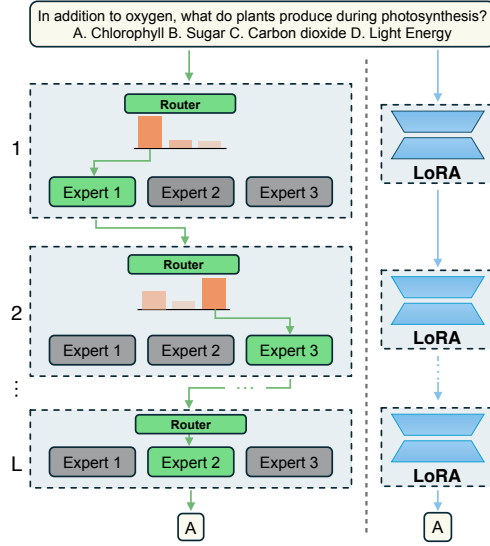 In addition to oxygen, what do plants produce during photosynthesis?
A. Chlorophyll B. Sugar C. Carbon dioxide D. Light Energy
1
Router
Expert 1
Expert 2
Expert 3
LoRA
2
Router
Expert 1
Expert 2
Expert 3
LoRA
⋮
...
L
Router
Expert 1
Expert 2
Expert 3
LoRA
A
A